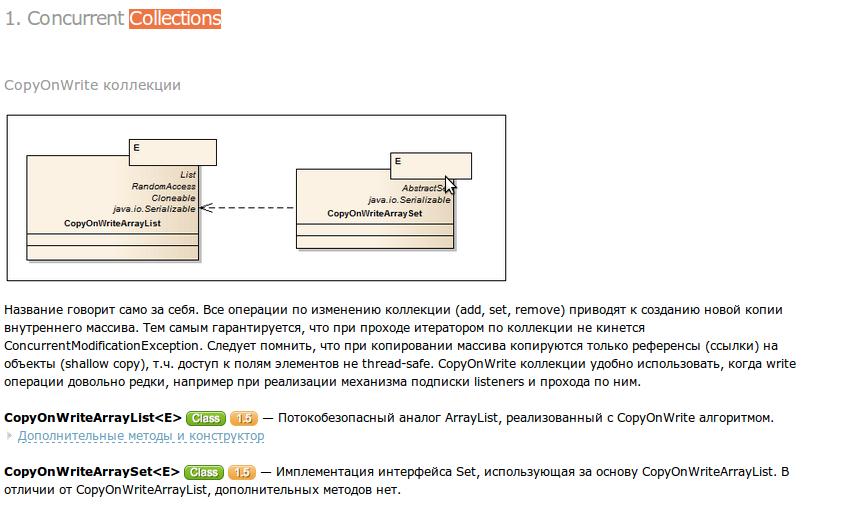 1. Concurrent Collections
CopyOnWrite коллекции
E
List
RandomAccess
Cloneable
java.io.Serializable
CopyOnWriteArrayList
E
java.io.Serializable
CopyOnWriteArraySet
Название говорит само за себя. Все операции по изменению коллекции (add, set, remove) приводят к созданию новой копии
внутреннего массива. Тем самым гарантируется, что при проходе итератором по коллекции не кинется
ConcurrentModificationException. Следует помнить, что при копировании массива копируются только референсы (ссылки) на
объекты (shallow copy), т.ч. доступ к полям элементов не thread-safe. CopyOnWrite коллекции удобно использовать, когда write
операции довольно редки, например при реализации механизма подписки listeners и прохода по ним.
CopyOnWriteArrayList<E> Class 1.5 — Потокобезопасный аналог ArrayList, реализованный с CopyOnWrite алгоритмом.
Дополнительные методы и конструктор
CopyOnWriteArraySet<E> Class 1.5 — Имплементация интерфейса Set, использующая за основу CopyOnWriteArrayList. В
отличии от CopyOnWriteArrayList, дополнительных методов нет.